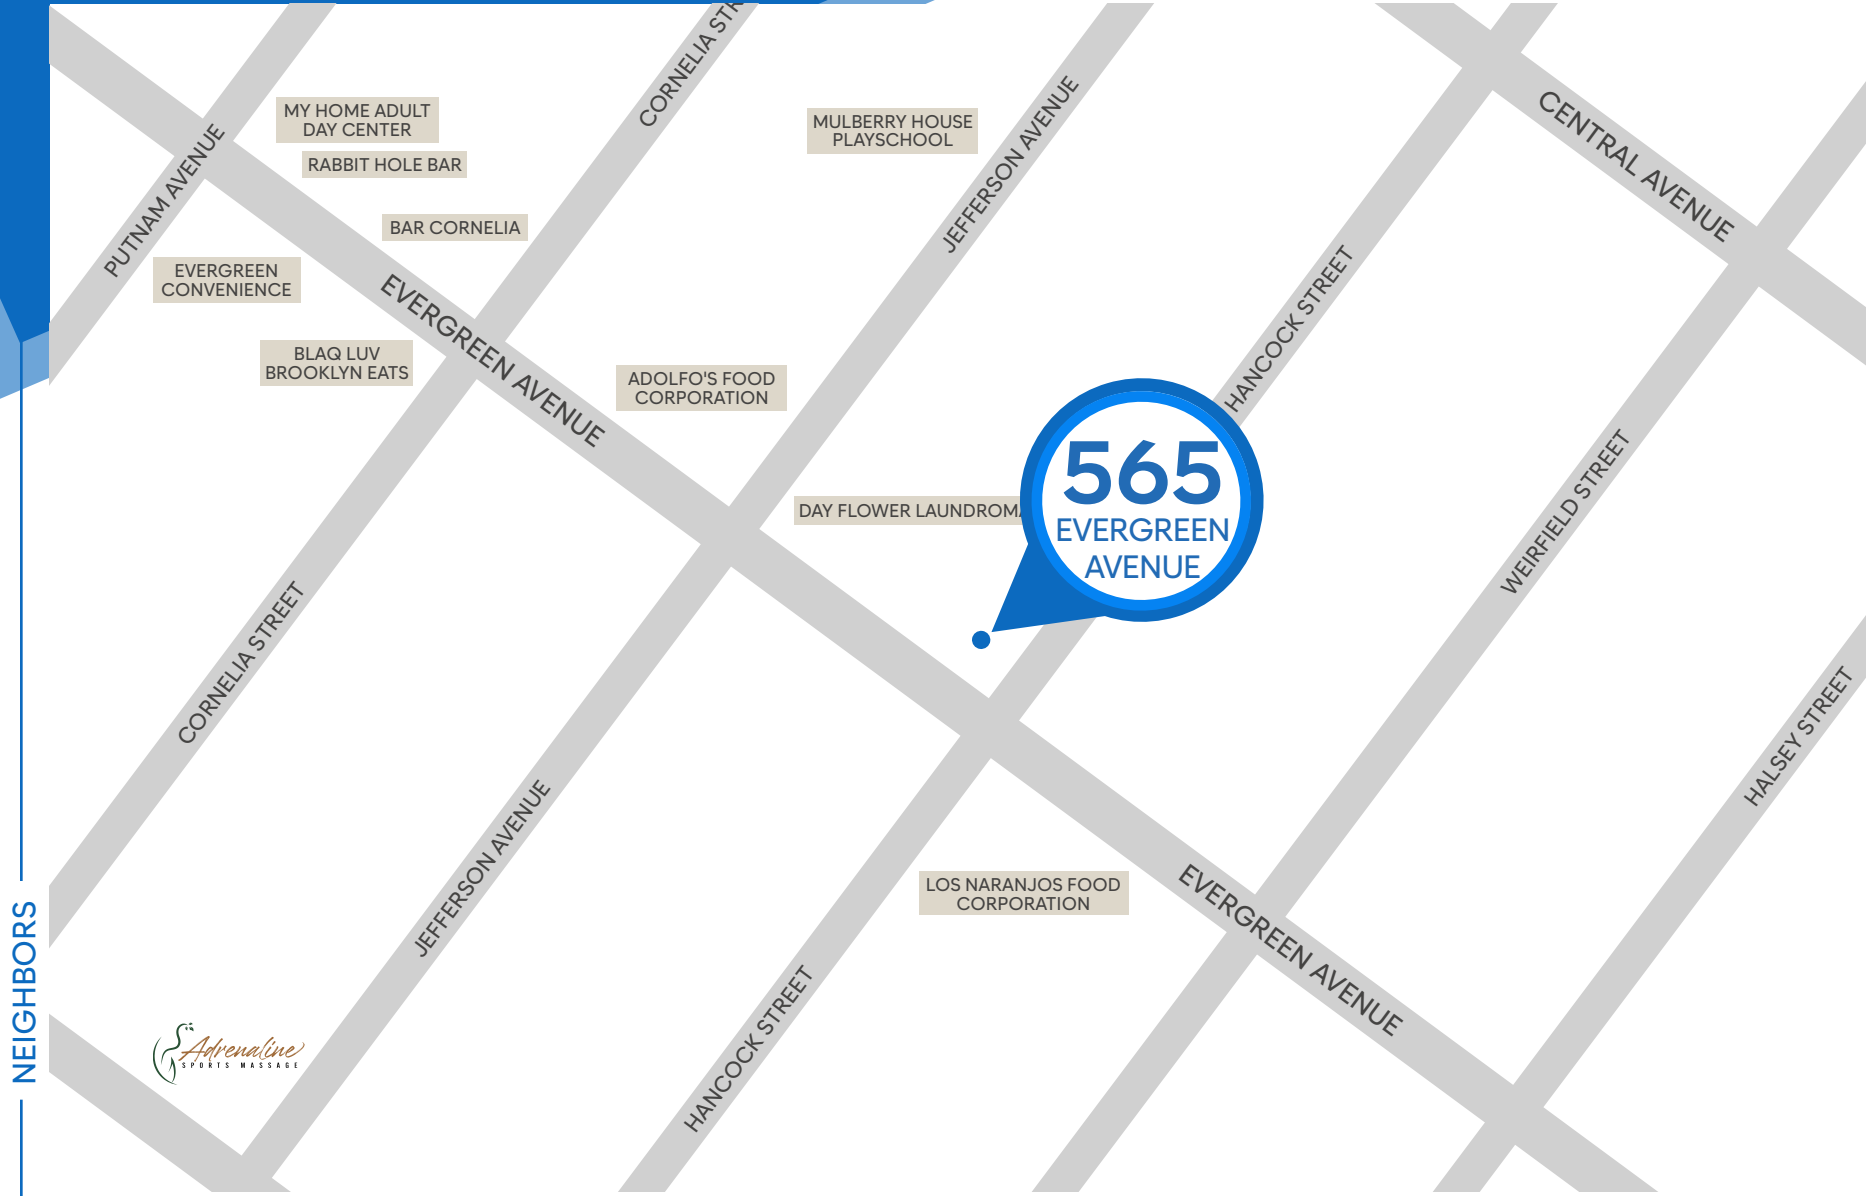 CORNELIA STR
MY HOME ADULT
DAY CENTER
RABBIT HOLE BAR
MULBERRY HOUSE
PLAYSCHOOL
CENTRAL AVENUE
PUTNAM AVENUE
JEFFERSON AVENUE
BAR CORNELIA
EVERGREEN
CONVENIENCE
EVERGREEN AVENUE
HANCOCK STREET
BLAQ LUV
BROOKLYN EATS
ADOLFO'S FOOD
CORPORATION
DAY FLOWER LAUNDROMA
565
EVERGREEN
AVENUE
WEIRFIELD STREET
CORNELIA STREET
HALSEY STREET
JEFFERSON AVENUE
LOS NARANJOS FOOD
CORPORATION
EVERGREEN AVENUE
NEIGHBORS
HANCOCK STREET
Adrenaline
SPORTS MASSAGE